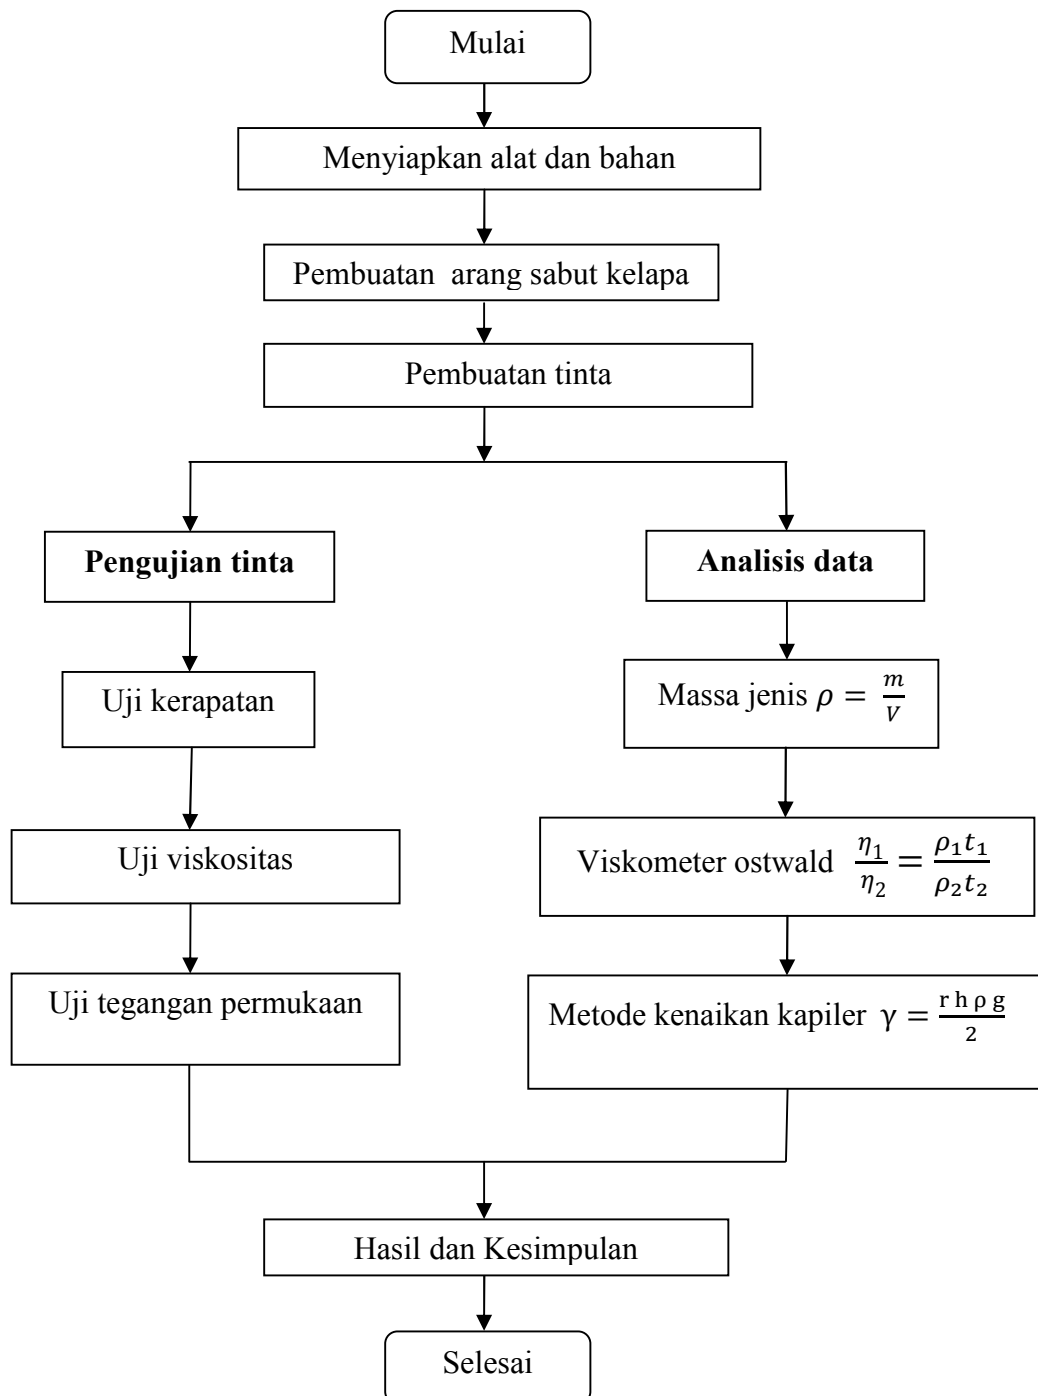 Mulai
Menyiapkan alat dan bahan
Pembuatan arang sabut kelapa
Pembuatan tinta
Pengujian tinta
Uji kerapatan
Uji viskositas
Uji tegangan permukaan
Analisis data
Massa jenis ρ = m/V
Viskometer ostwald η₁/η₂ = ρ₁t₁/ρ₂t₂
Metode kenaikan kapiler γ = r h ρ g/2
Hasil dan Kesimpulan
Selesai